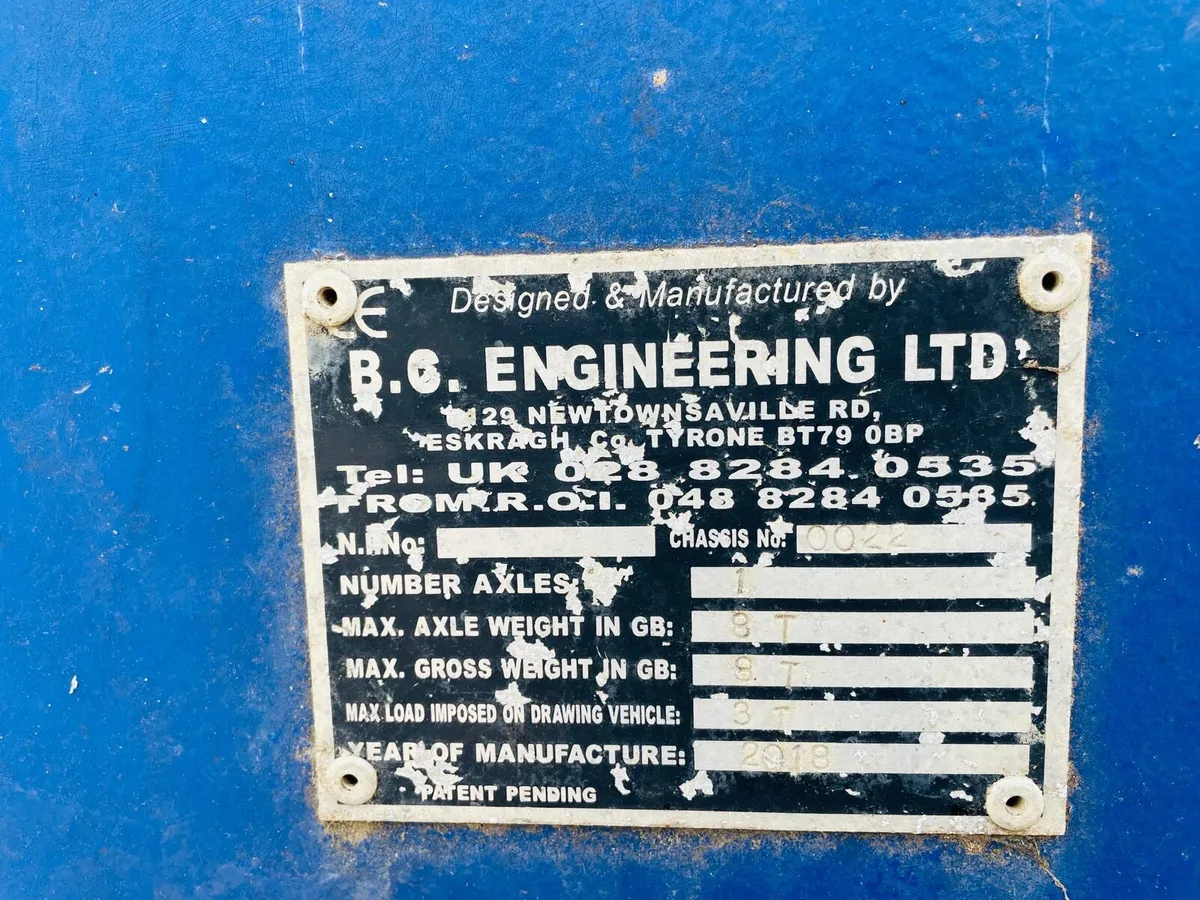 CE Designed & Manufactured by
B.G. ENGINEERING LTD
129 NEWTOWNSAVILLE RD,
ESKRAGH, Co. TYRONE BT79 0BP
Tel: UK 028 8284 0535
FROM R.O.I. 048 8284 0535
N.I.No: CHASSIS No: 0022
NUMBER AXLES: 1
MAX. AXLE WEIGHT IN GB: 8 T
MAX. GROSS WEIGHT IN GB: 8 T
MAX LOAD IMPOSED ON DRAWING VEHICLE: 3 T
YEAR OF MANUFACTURE: 2018
PATENT PENDING